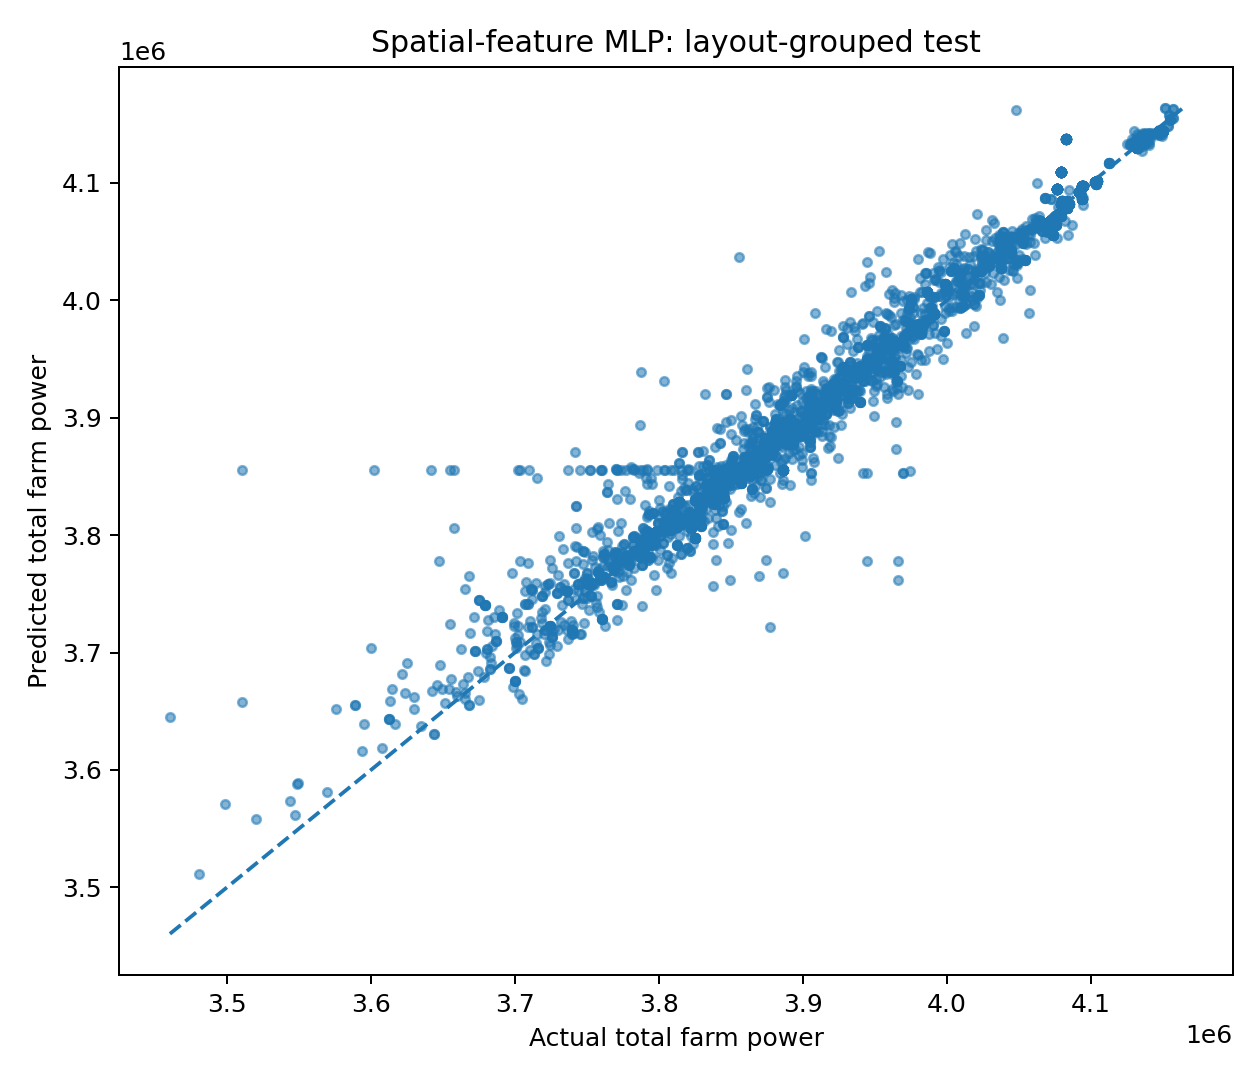 Spatial-feature MLP: layout-grouped test
1e6
4.1
4.0
3.9
3.8
3.7
3.6
3.5
Predicted total farm power
3.5 3.6 3.7 3.8 3.9 4.0 4.1
Actual total farm power
1e6